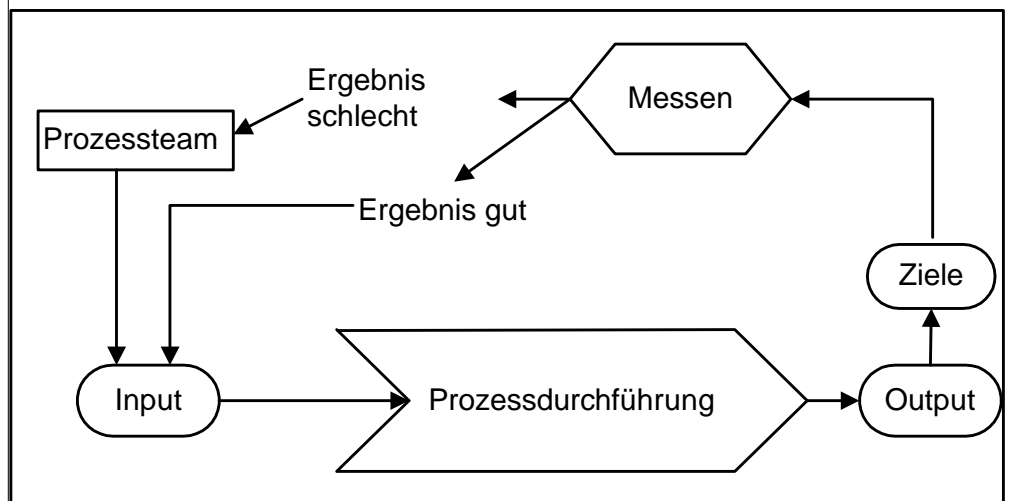 Ergebnis
schlecht
Messen
Prozessteam
Ergebnis gut
Ziele
Input
Prozessdurchführung
Output